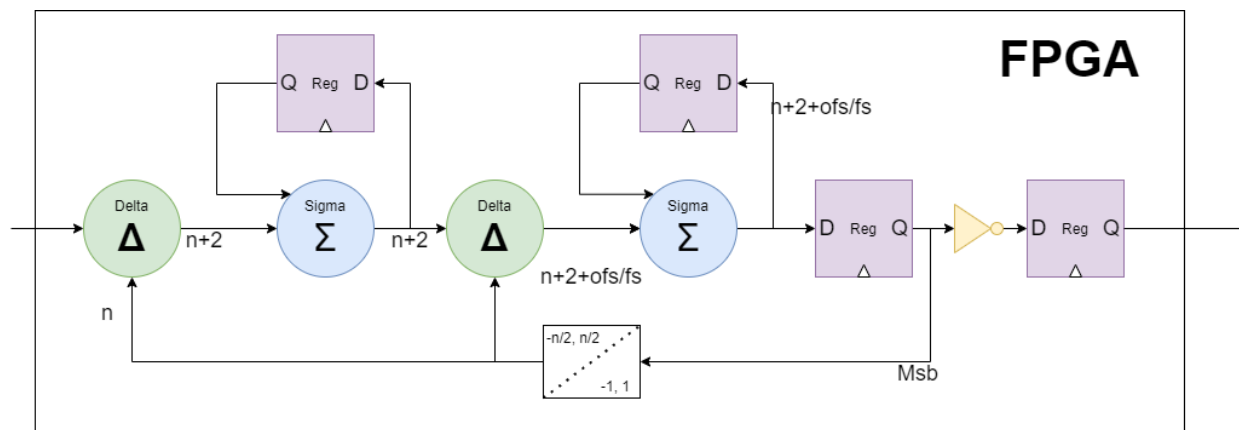 FPGA
Q Reg D
Q Reg D
n+2+ofs/fs
Delta
Δ
n+2
Sigma
Σ
n+2
Delta
Δ
n+2+ofs/fs
Sigma
Σ
D Reg Q
D Reg Q
n
-n/2, n/2
-1, 1
Msb